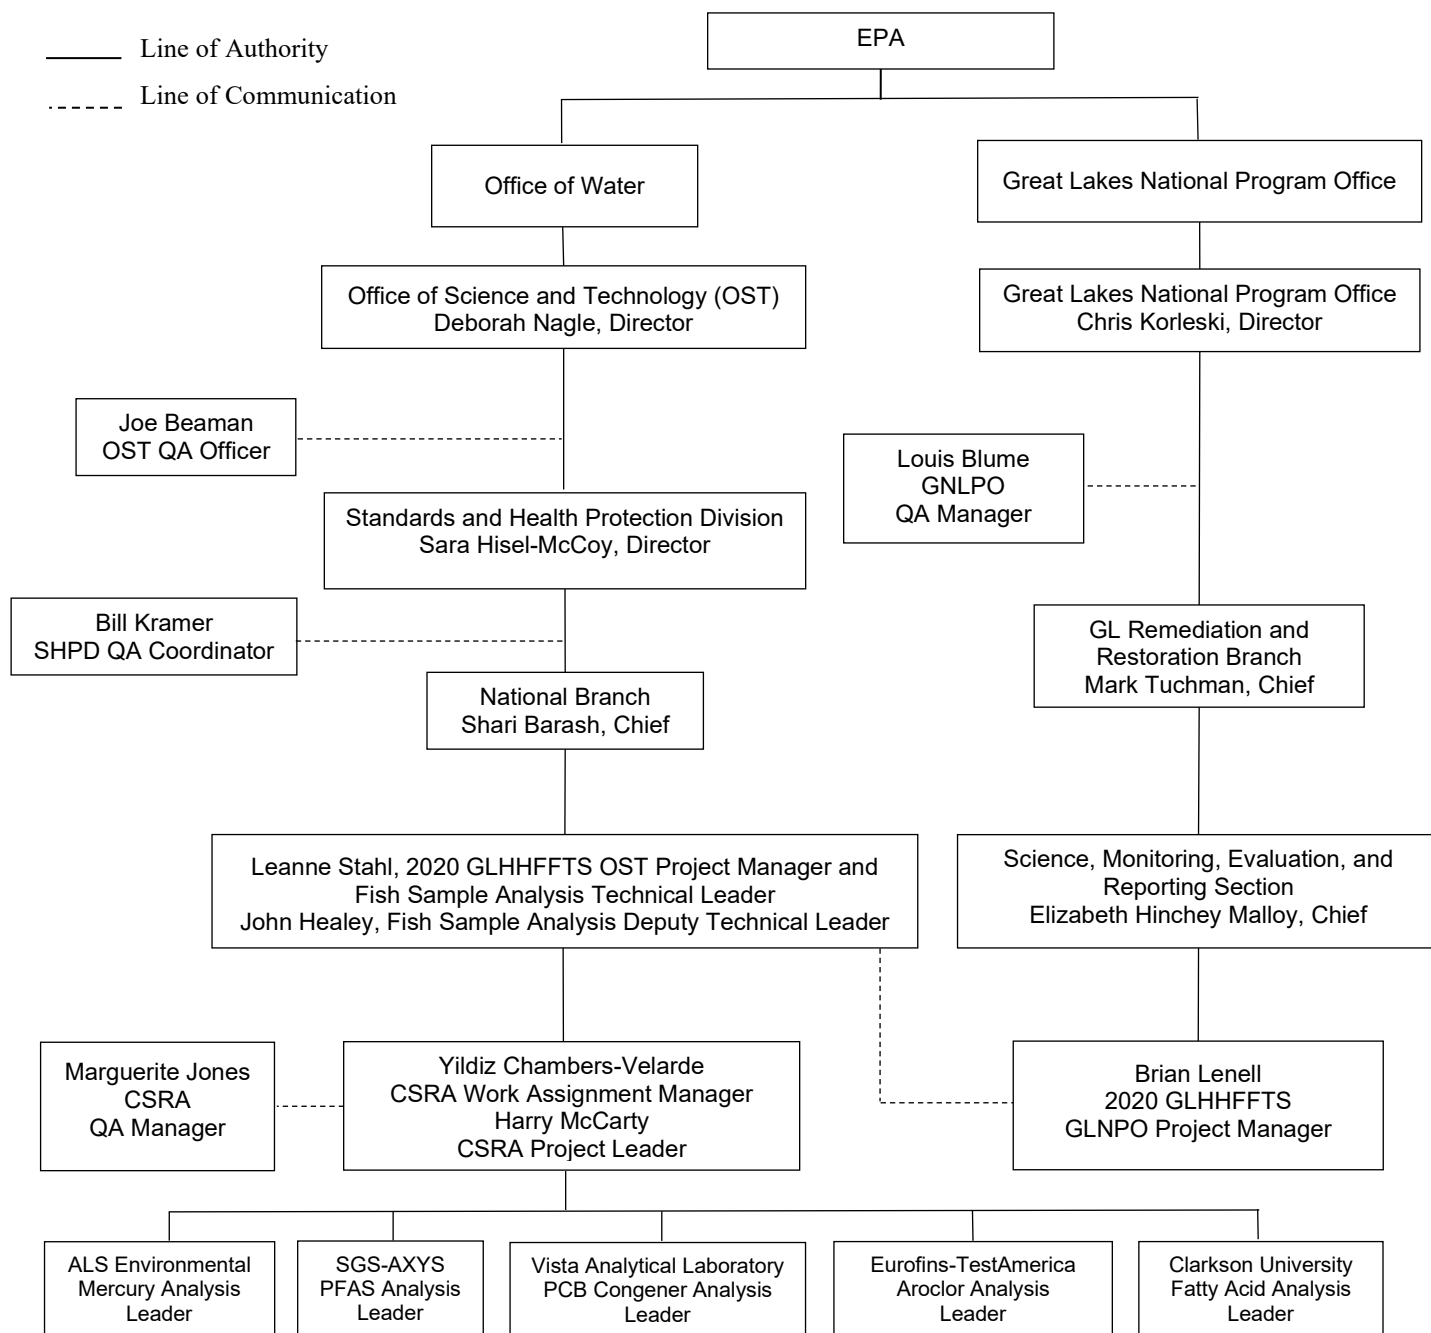 Line of Authority
Line of Communication
EPA
Office of Water
Great Lakes National Program Office
Office of Science and Technology (OST)
Deborah Nagle, Director
Great Lakes National Program Office
Chris Korleski, Director
Joe Beaman
OST QA Officer
Louis Blume
GNLPO
QA Manager
Standards and Health Protection Division
Sara Hisel-McCoy, Director
Bill Kramer
SHPD QA Coordinator
GL Remediation and
Restoration Branch
Mark Tuchman, Chief
National Branch
Shari Barash, Chief
Leanne Stahl, 2020 GLHHFFTS OST Project Manager and
Fish Sample Analysis Technical Leader
John Healey, Fish Sample Analysis Deputy Technical Leader
Science, Monitoring, Evaluation, and
Reporting Section
Elizabeth Hinchey Malloy, Chief
Marguerite Jones
CSRA
QA Manager
Yildiz Chambers-Velarde
CSRA Work Assignment Manager
Harry McCarty
CSRA Project Leader
Brian Lenell
2020 GLHHFFTS
GLNPO Project Manager
ALS Environmental
Mercury Analysis
Leader
SGS-AXYS
PFAS Analysis
Leader
Vista Analytical Laboratory
PCB Congener Analysis
Leader
Eurofins-TestAmerica
Aroclor Analysis
Leader
Clarkson University
Fatty Acid Analysis
Leader